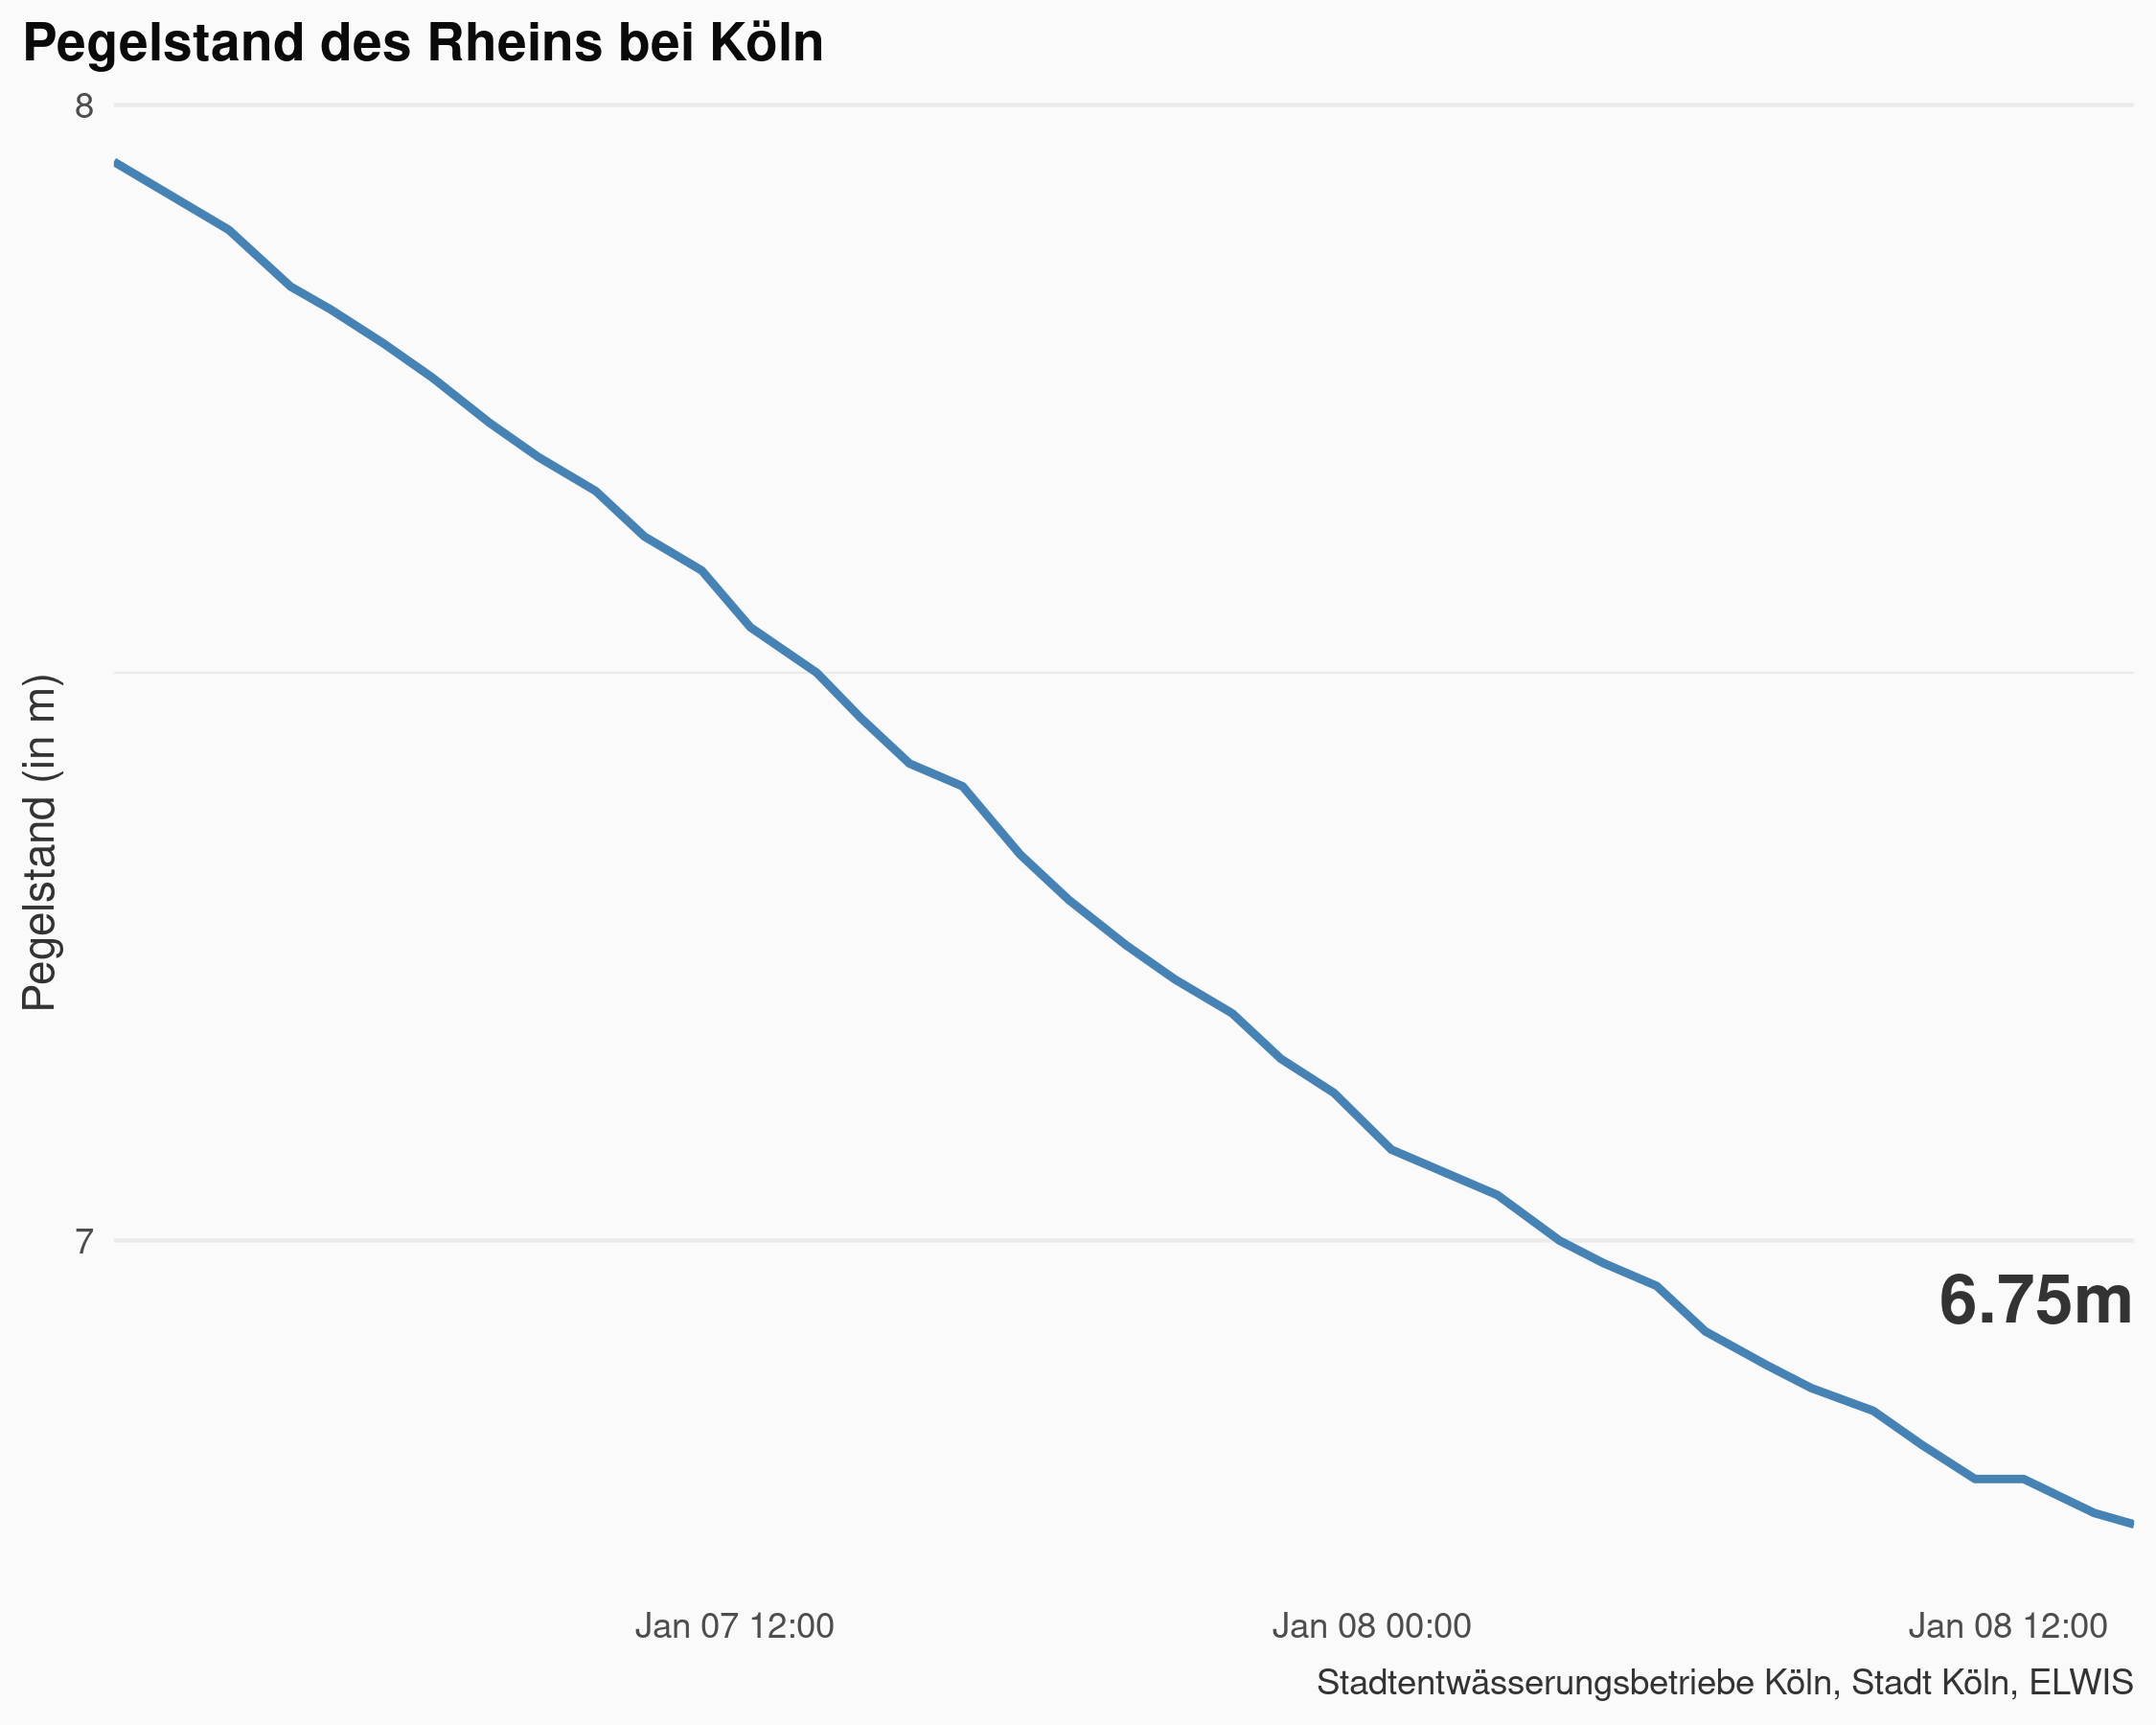 Pegelstand des Rheins bei Köln
8
Pegelstand (in m)
7
6.75m
Jan 07 12:00 Jan 08 00:00 Jan 08 12:00
Stadtentwässerungsbetriebe Köln, Stadt Köln, ELWIS